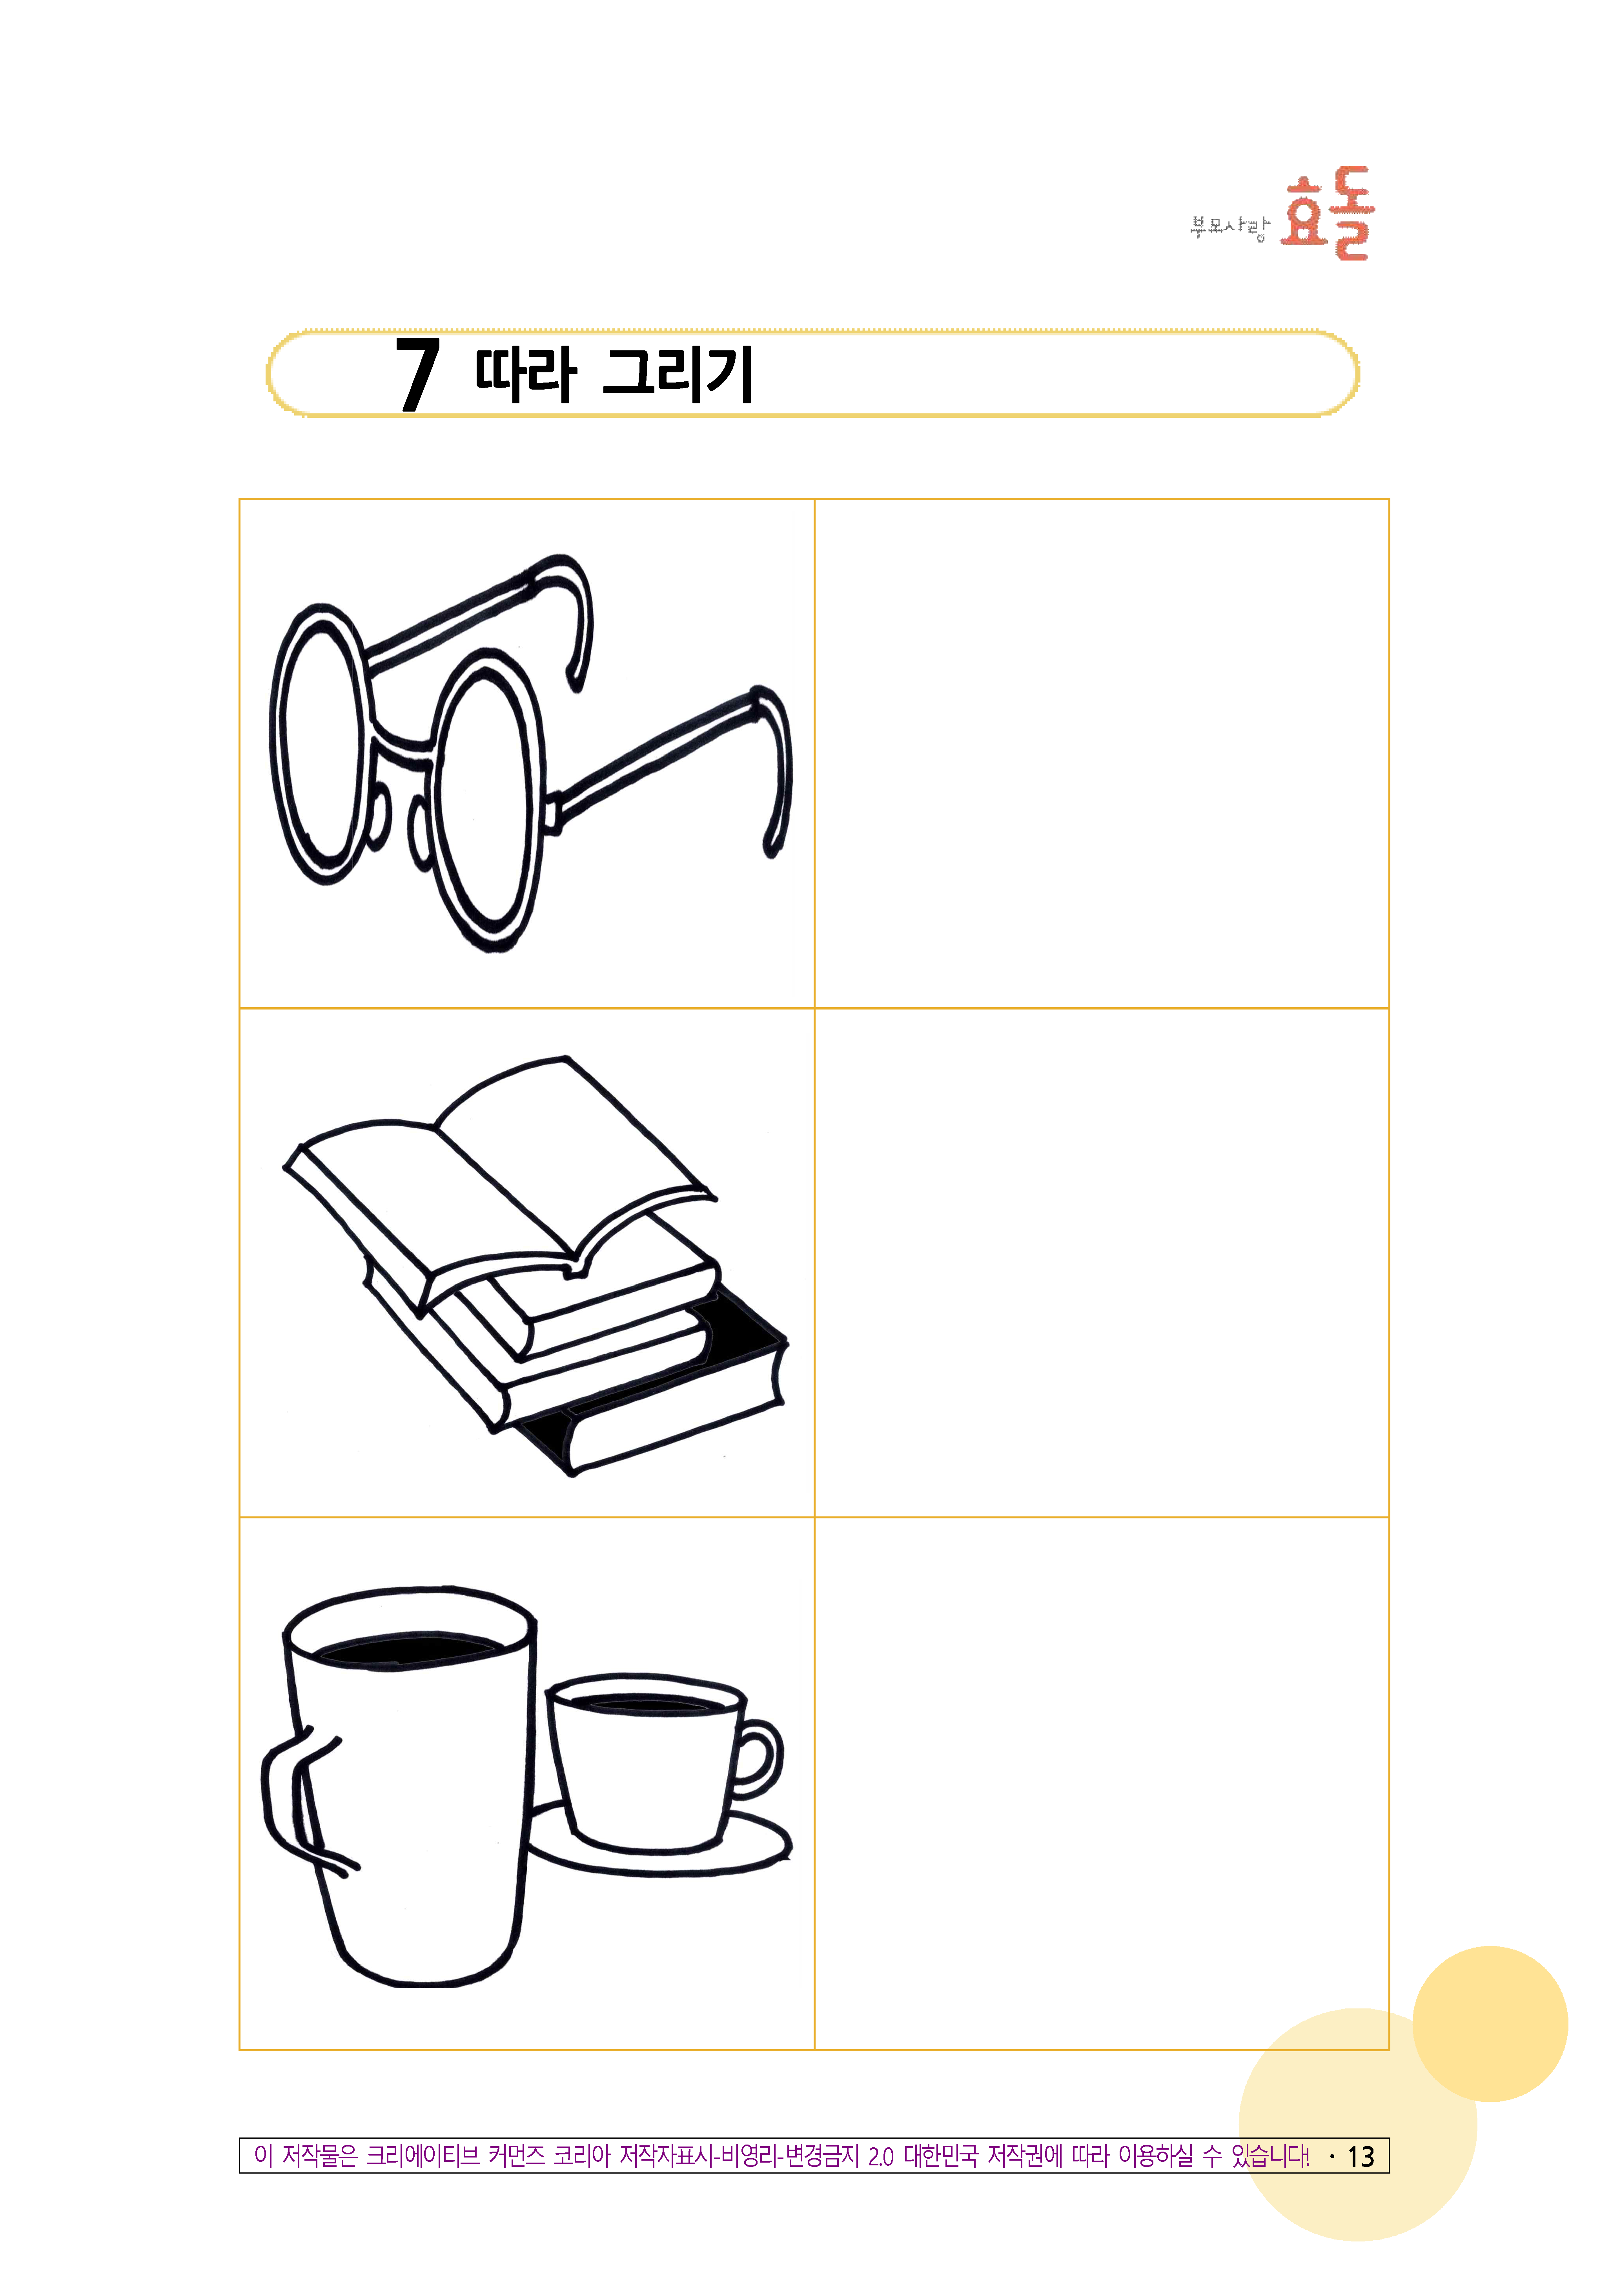 부모사랑 효돌
7 따라 그리기
이 저작물은 크리에이티브 커먼즈 코리아 저작자표시-비영리-변경금지 2.0 대한민국 저작권에 따라 이용하실 수 있습니다! · 13